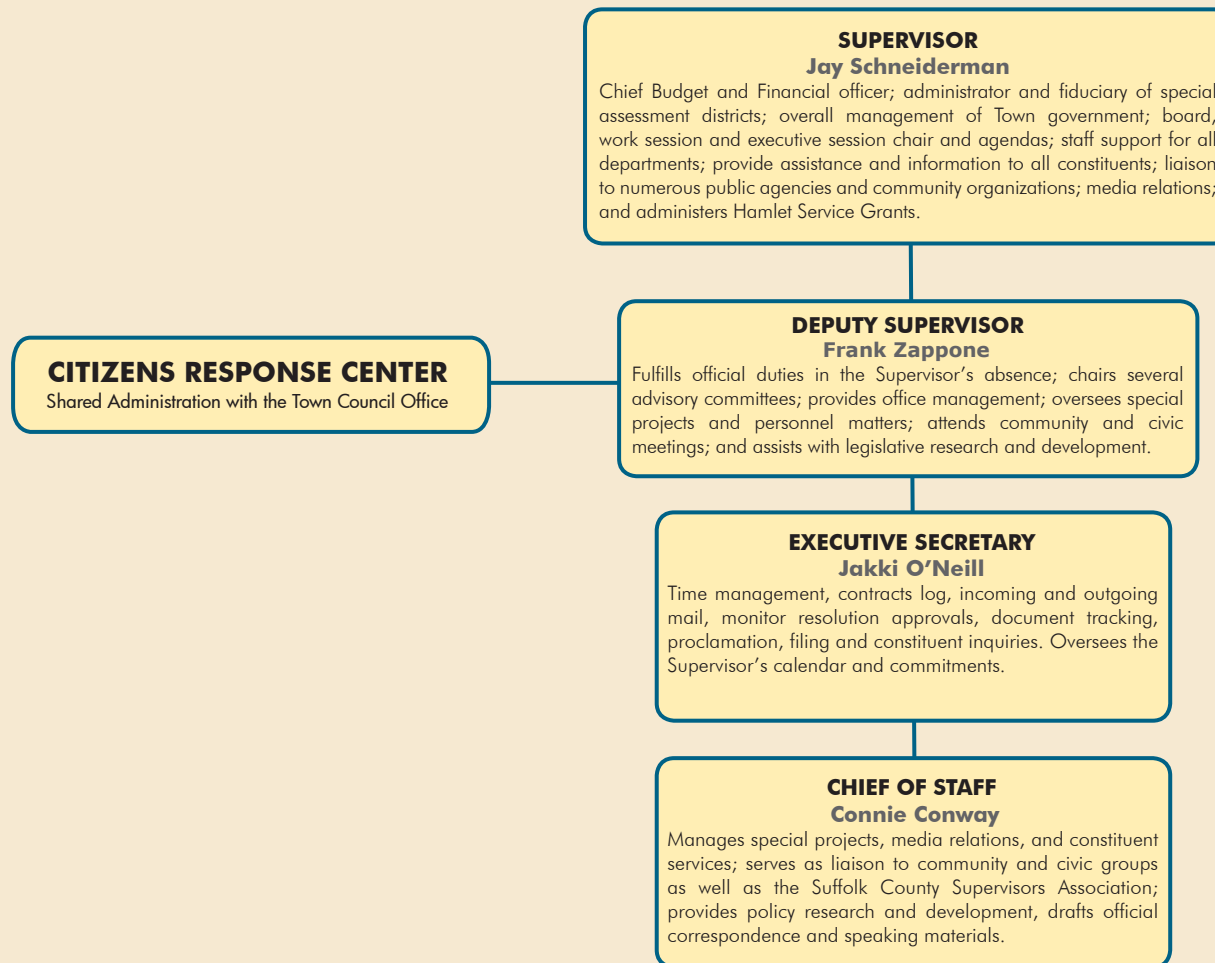 SUPERVISOR
Jay Schneiderman
Chief Budget and Financial officer; administrator and fiduciary of special
assessment districts; overall management of Town government; board,
work session and executive session chair and agendas; staff support for all
departments; provide assistance and information to all constituents; liaison
to numerous public agencies and community organizations; media relations;
and administers Hamlet Service Grants.
CITIZENS RESPONSE CENTER
Shared Administration with the Town Council Office
DEPUTY SUPERVISOR
Frank Zappone
Fulfills official duties in the Supervisor’s absence; chairs several
advisory committees; provides office management; oversees special
projects and personnel matters; attends community and civic
meetings; and assists with legislative research and development.
EXECUTIVE SECRETARY
Jakki O’Neill
Time management, contracts log, incoming and outgoing
mail, monitor resolution approvals, document tracking,
proclamation, filing and constituent inquiries. Oversees the
Supervisor’s calendar and commitments.
CHIEF OF STAFF
Connie Conway
Manages special projects, media relations, and constituent
services; serves as liaison to community and civic groups
as well as the Suffolk County Supervisors Association;
provides policy research and development, drafts official
correspondence and speaking materials.